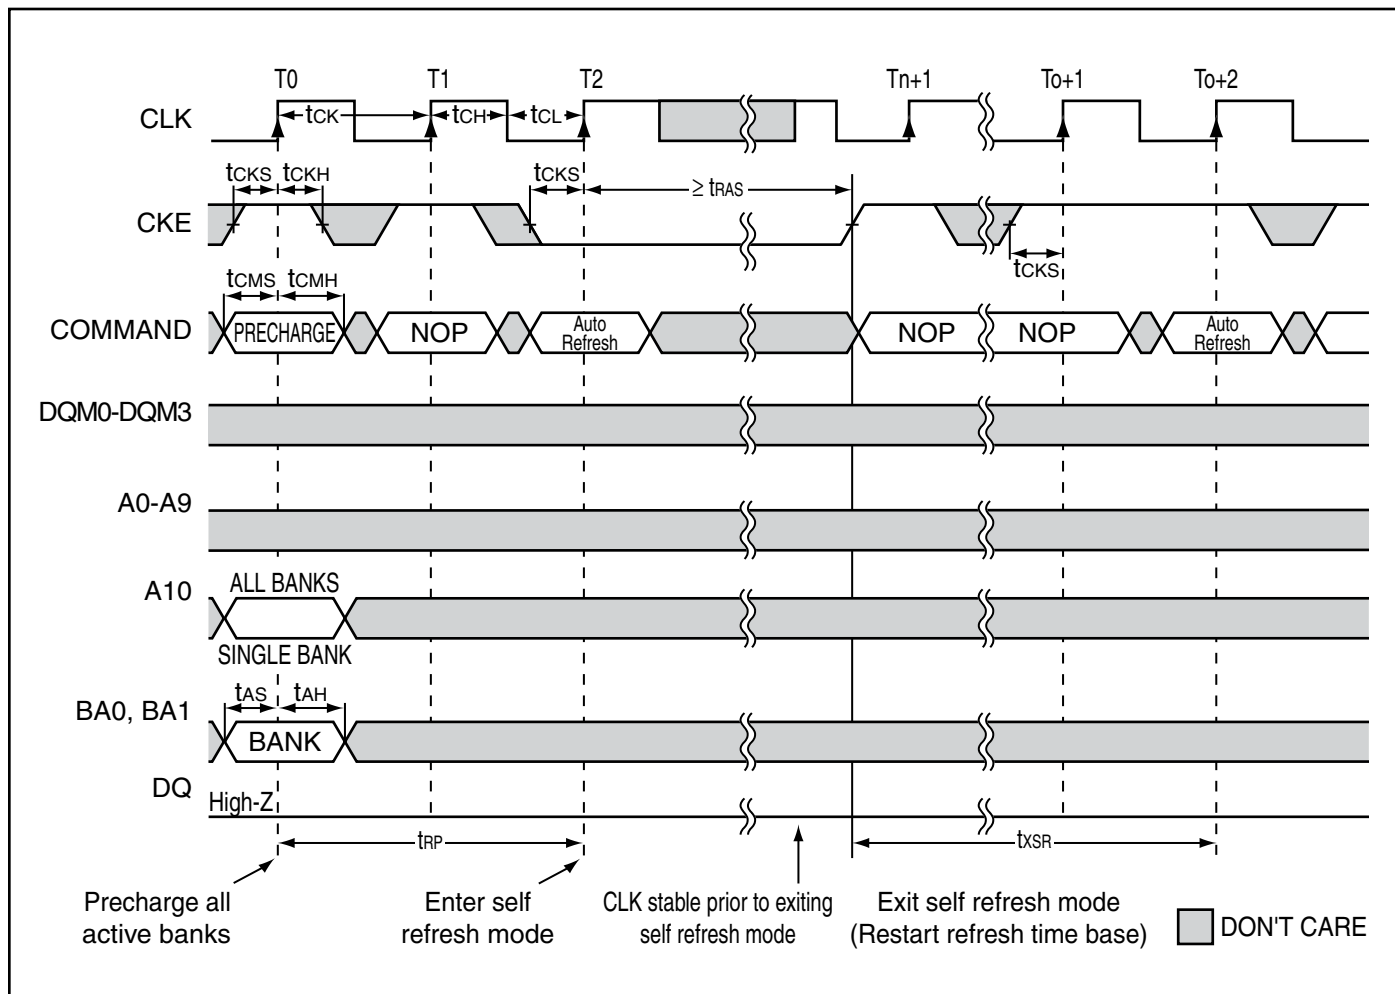 T0 T1 T2 Tn+1 To+1 To+2
CLK
tCK tCH tCL
tCKS tCKH tCKS ≥ tRAS
CKE
tCKS
tCMS tCMH
COMMAND PRECHARGE NOP Auto Refresh NOP NOP Auto Refresh
DQM0-DQM3
A0-A9
A10 ALL BANKS
SINGLE BANK
tAS tAH
BA0, BA1
BANK
DQ
High-Z
tRP tXSR
Precharge all
active banks
Enter self
refresh mode
CLK stable prior to exiting
self refresh mode
Exit self refresh mode
(Restart refresh time base)
DON'T CARE